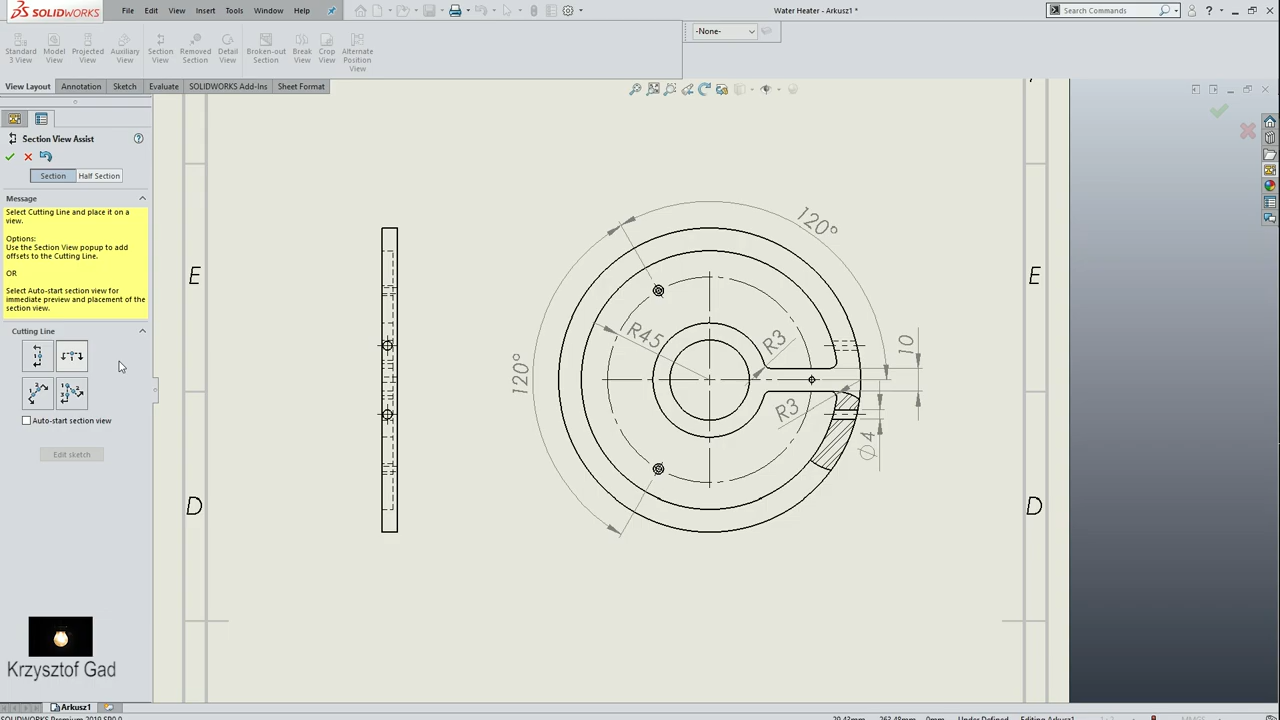 SOLIDWORKS File Edit View Insert Tools Window Help Water Heater - Arkusz1 * Search Commands
-None-
Standard 3 View
Model View
Projected View
Auxiliary View
Section View
Removed Section
Detail View
Broken-out Section
Break View
Crop View
Alternate Position View
View Layout Annotation Sketch Evaluate SOLIDWORKS Add-Ins Sheet Format
Section View Assist
Section Half Section
Message
Select Cutting Line and place it on a
view.
Options:
Use the Section View popup to add
offsets to the Cutting Line.
OR
Select Auto-start section view for
immediate preview and placement of the
section view.
Cutting Line
Auto-start section view
Edit sketch
E
E
D
D
120°
120°
R45
R3
R3
10
Ø4
Krzysztof Gad
Arkusz1
SOLIDWORKS Premium 2019 SP0.0 29.43mm 263.48mm 0mm Under Defined Editing Arkusz1 MMGS